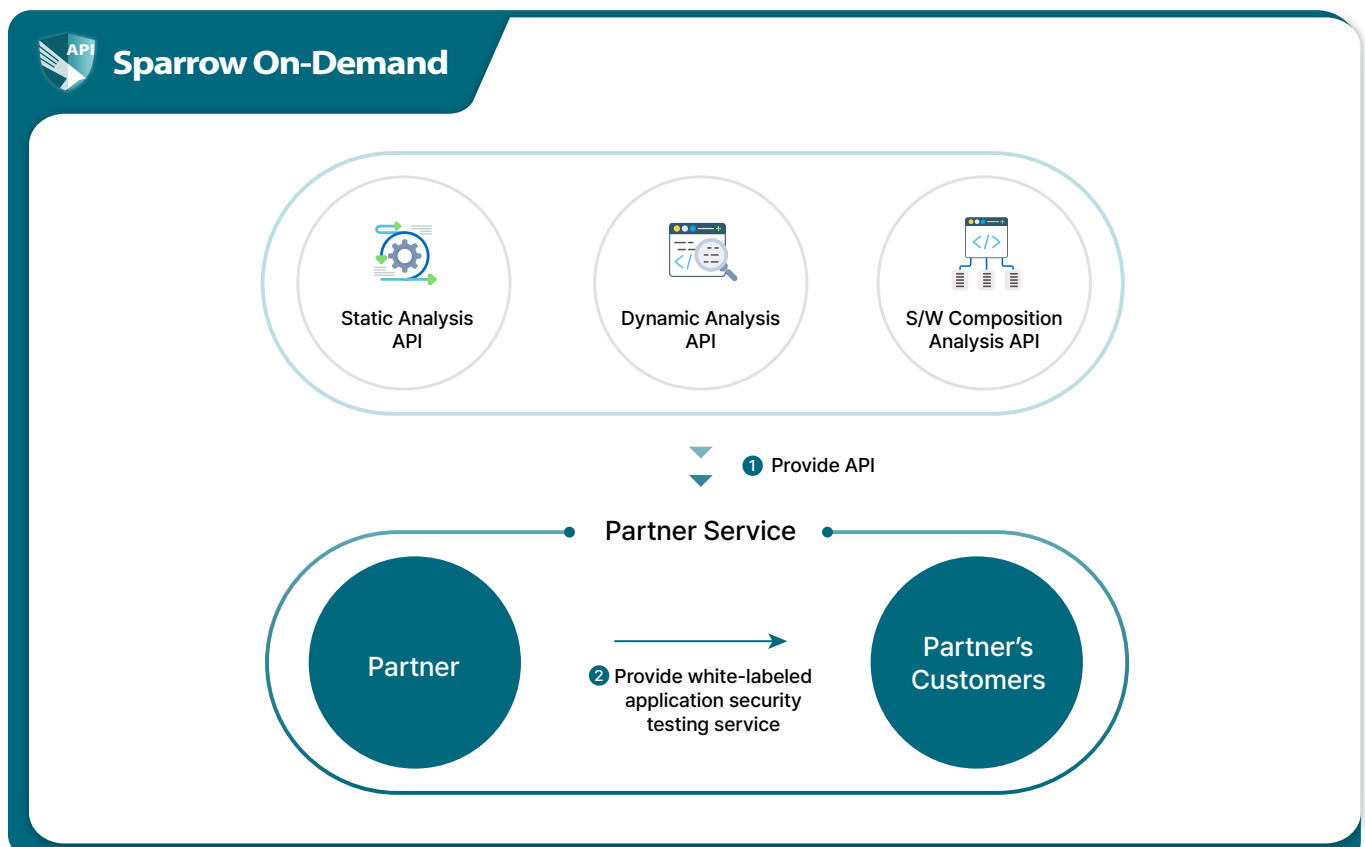 API
Sparrow On-Demand
Static Analysis
API
Dynamic Analysis
API
S/W Composition
Analysis API
1 Provide API
Partner Service
Partner
2 Provide white-labeled
application security
testing service
Partner’s
Customers